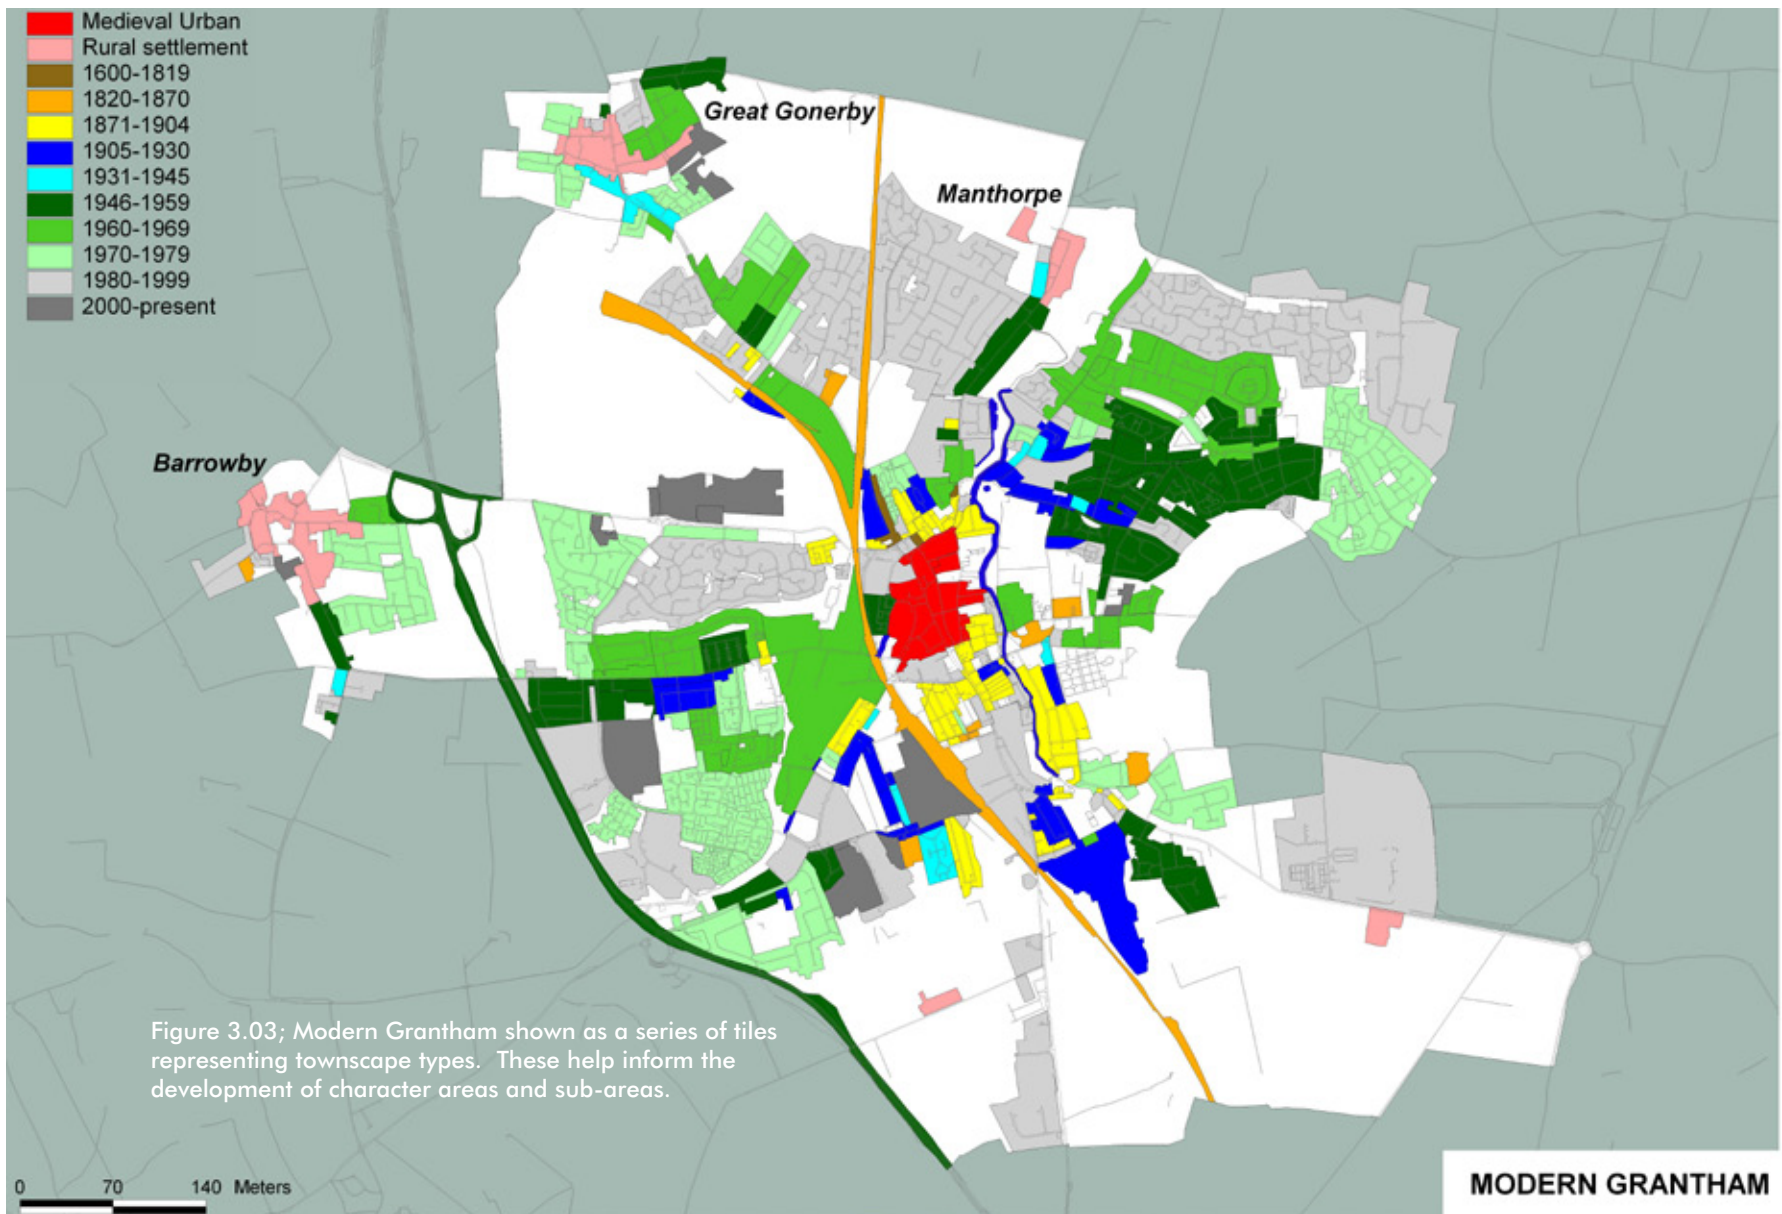 Medieval Urban
Rural settlement
1600-1819
1820-1870
1871-1904
1905-1930
1931-1945
1946-1959
1960-1969
1970-1979
1980-1999
2000-present
Great Gonerby
Manthorpe
Barrowby
Figure 3.03; Modern Grantham shown as a series of tiles
representing townscape types. These help inform the
development of character areas and sub-areas.
0 70 140 Meters
MODERN GRANTHAM